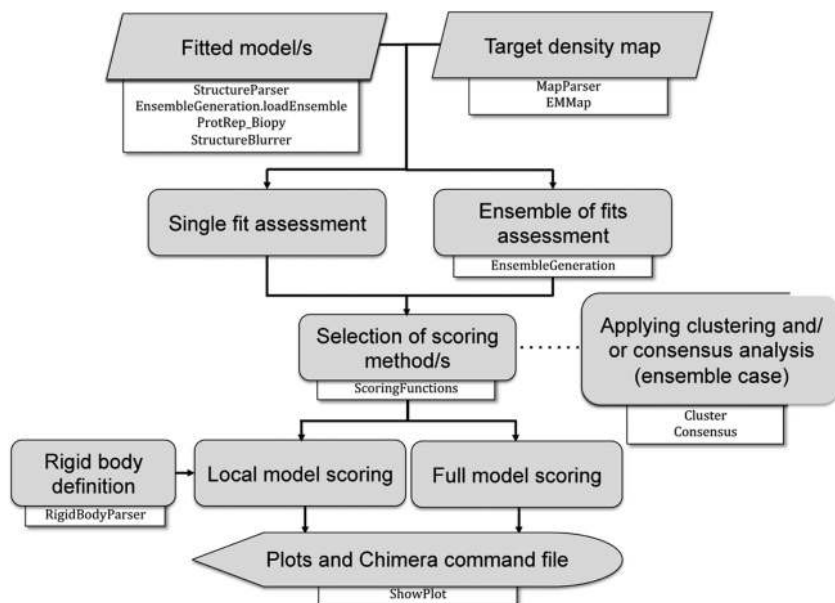 Fitted model/s
StructureParser
EnsembleGeneration.loadEnsemble
ProtRep_Biopy
StructureBlurrer
Target density map
MapParser
EMMap
Single fit assessment
Ensemble of fits
assessment
EnsembleGeneration
Selection of scoring
method/s
ScoringFunctions
Applying clustering and/
or consensus analysis
(ensemble case)
Cluster
Consensus
Rigid body
definition
RigidBodyParser
Local model scoring
Full model scoring
Plots and Chimera command file
ShowPlot